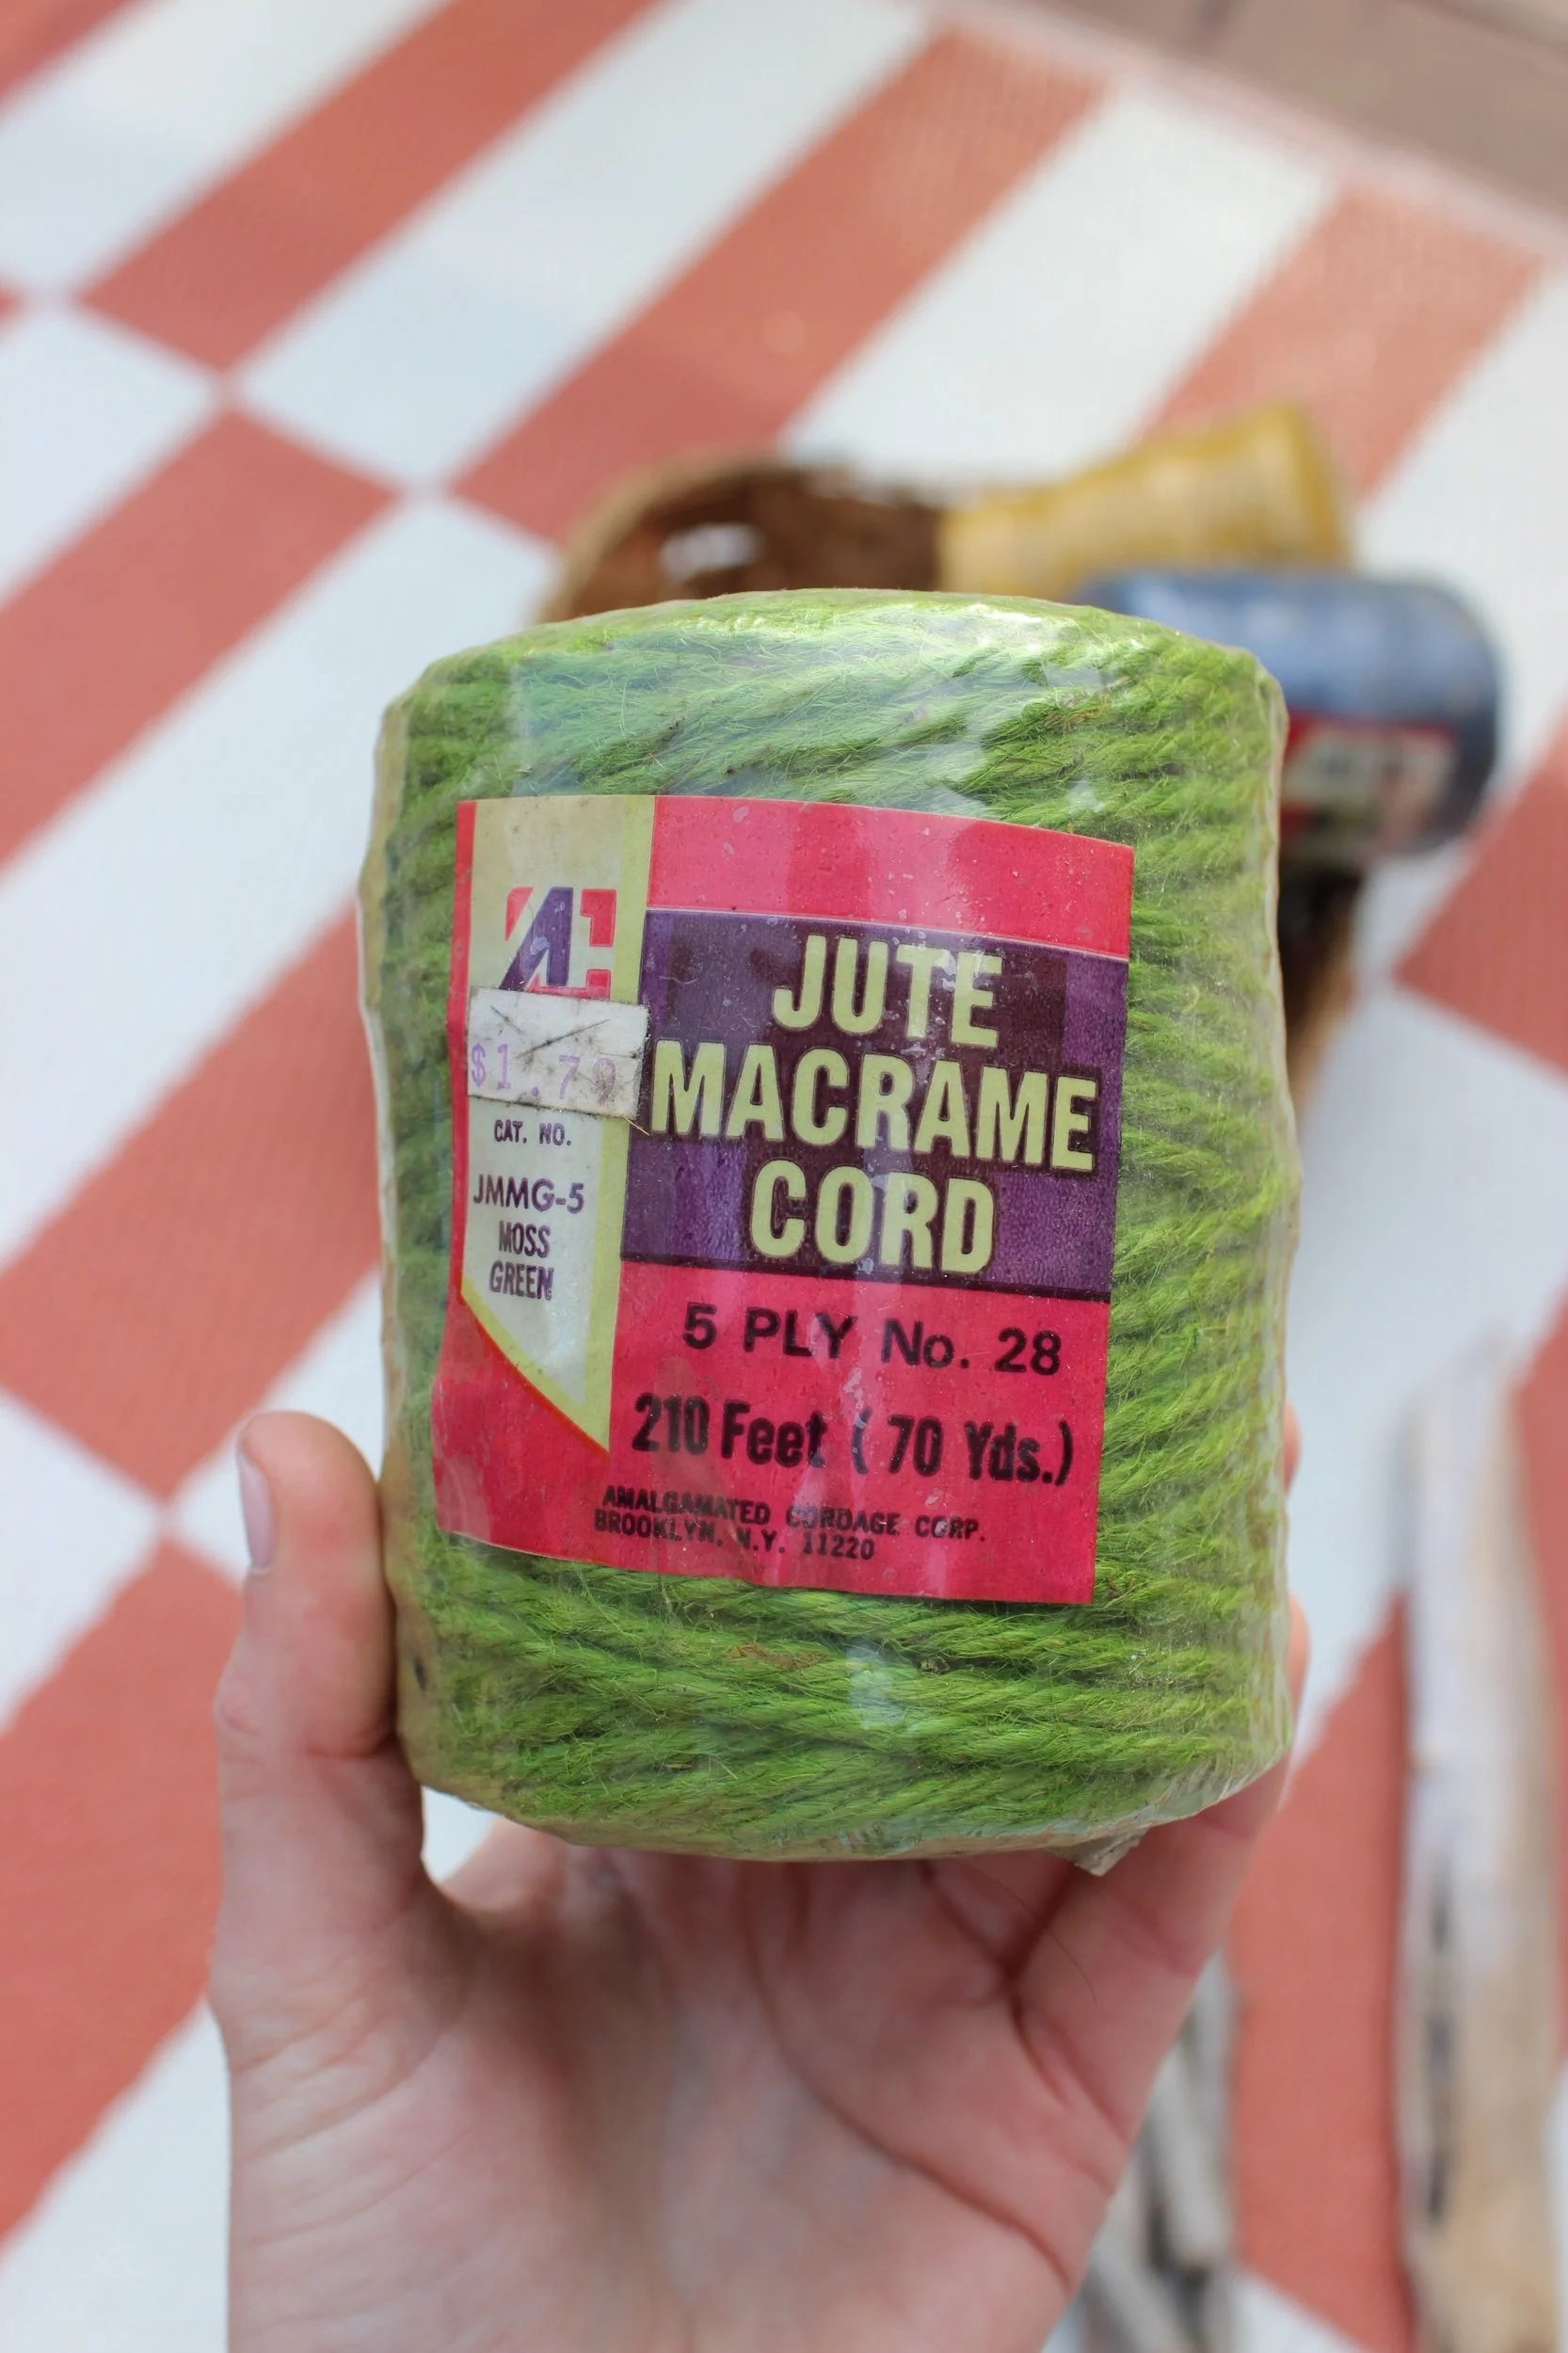 AC
$1.79
CAT. NO.
JMMG-5
MOSS
GREEN
JUTE
MACRAME
CORD
5 PLY No. 28
210 Feet ( 70 Yds.)
AMALGAMATED CORDAGE CORP.
BROOKLYN, N.Y. 11220